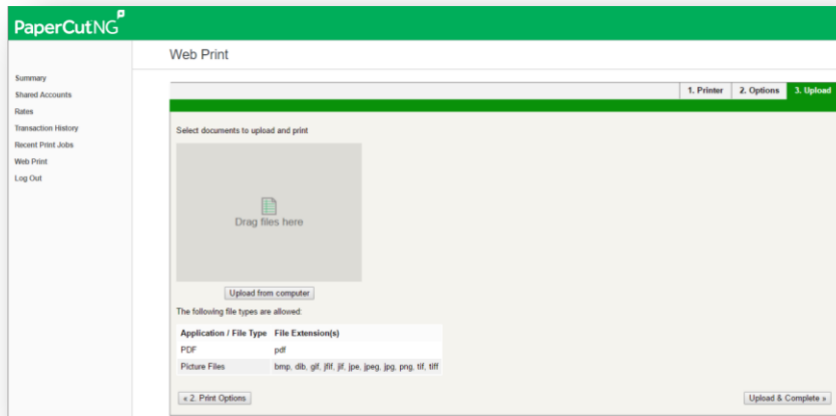 PaperCutNG
Web Print
Summary
Shared Accounts
Rates
Transaction History
Recent Print Jobs
Web Print
Log Out
1. Printer 2. Options 3. Upload
Select documents to upload and print
Drag files here
Upload from computer
The following file types are allowed:
Application / File Type File Extension(s)
PDF pdf
Picture Files bmp, dib, gif, jfif, jif, jpe, jpeg, jpg, png, tif, tiff
« 2. Print Options Upload & Complete »